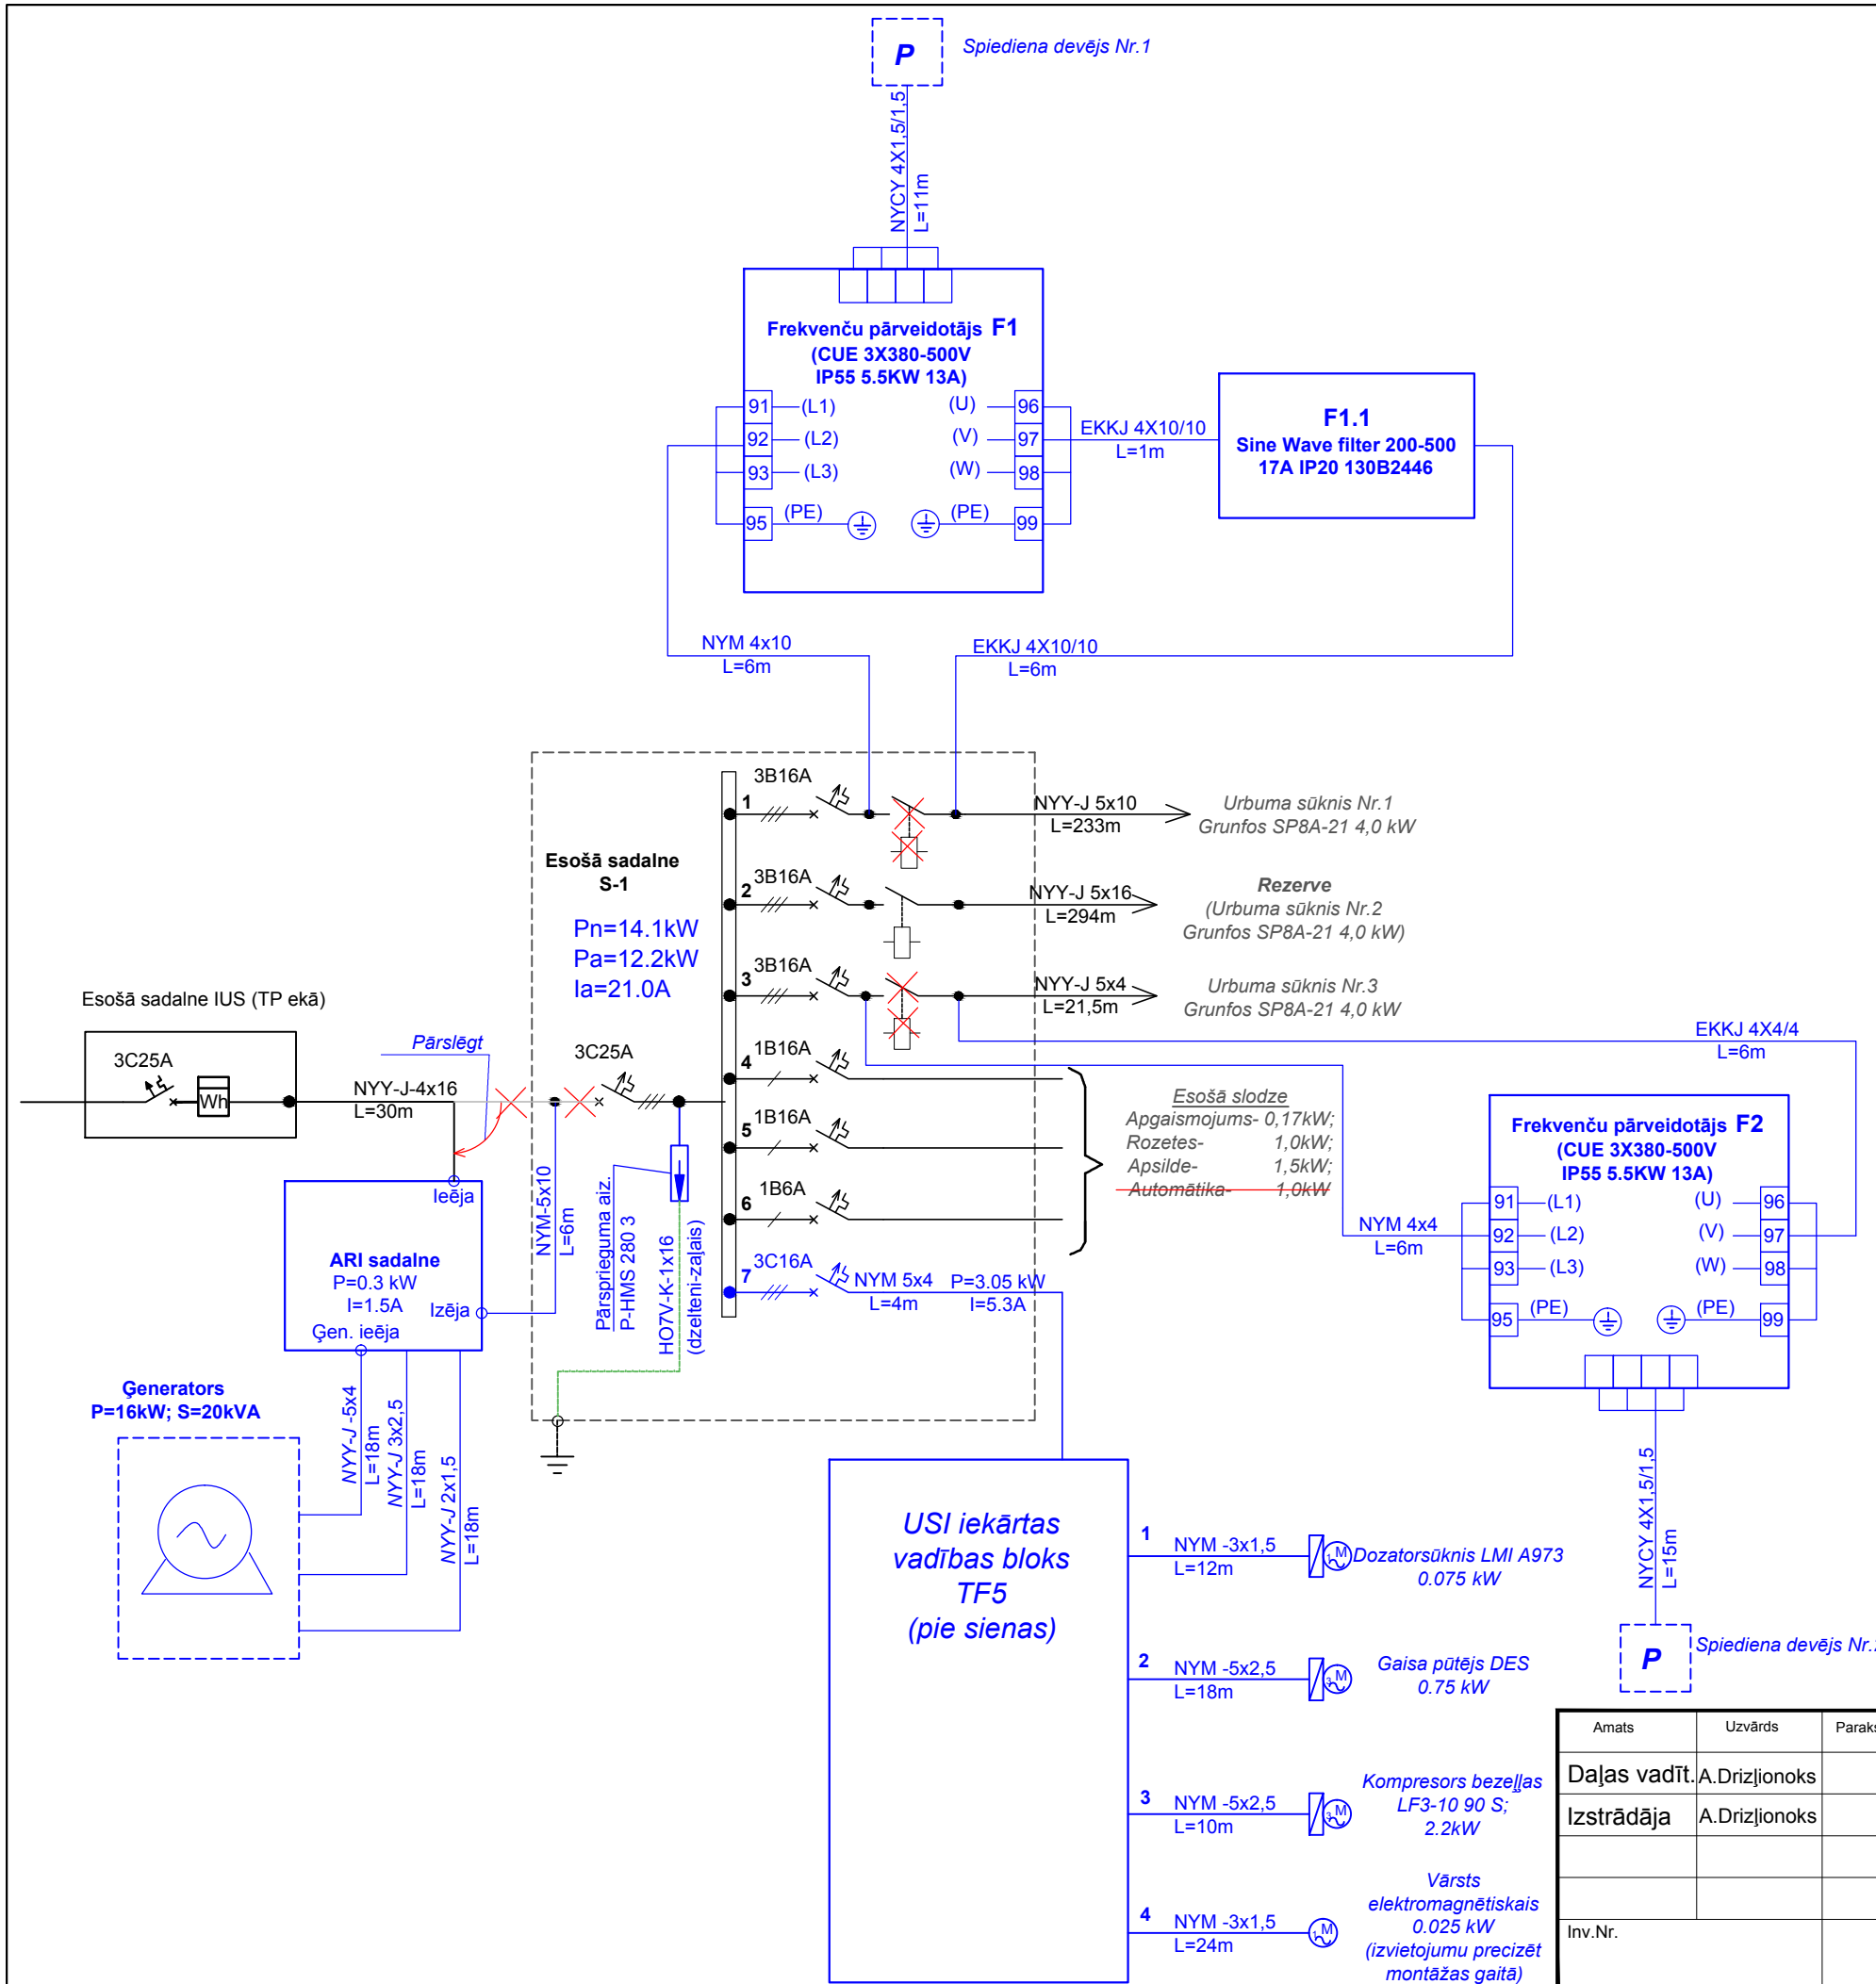 P
Spiediena devējs Nr.1
NYCY 4X1,5/1,5
L=11m
Frekvenču pārveidotājs F1
(CUE 3X380-500V
IP55 5.5KW 13A)
91 (L1)
(U) 96
92 (L2)
(V) 97
93 (L3)
(W) 98
95 (PE)
(PE) 99
EKKJ 4X10/10
L=1m
F1.1
Sine Wave filter 200-500
17A IP20 130B2446
NYM 4x10
L=6m
EKKJ 4X10/10
L=6m
Esošā sadalne
S-1
Pn=14.1kW
Pa=12.2kW
Ia=21.0A
1
3B16A
NYY-J 5x10
L=233m
Urbuma sūknis Nr.1
Grunfos SP8A-21 4,0 kW
2
3B16A
NYY-J 5x16
L=294m
Rezerve
(Urbuma sūknis Nr.2
Grunfos SP8A-21 4,0 kW)
3
3B16A
NYY-J 5x4
L=21,5m
Urbuma sūknis Nr.3
Grunfos SP8A-21 4,0 kW
EKKJ 4X4/4
L=6m
Esošā sadalne IUS (TP ekā)
3C25A
Wh
NYY-J-4x16
L=30m
Pārslēgt
3C25A
4
1B16A
5
1B16A
6
1B6A
7
3C16A
NYM 5x4
L=4m
P=3.05 kW
I=5.3A
Esošā slodze
Apgaismojums- 0,17kW;
Rozetes- 1,0kW;
Apsilde- 1,5kW;
Automātika- 1,0kW
NYM-5x10
L=6m
Pārsprieguma aiz.
P-HMS 280 3
HO7V-K-1x16
(dzelteni-zaļais)
Ieēja
ARI sadalne
P=0.3 kW
I=1.5A
Izēja
Ģen. ieēja
Ģenerators
P=16kW; S=20kVA
NYY-J -5x4
L=18m
NYY-J 3x2,5
L=18m
NYY-J 2x1,5
L=18m
NYM 4x4
L=6m
Frekvenču pārveidotājs F2
(CUE 3X380-500V
IP55 5.5KW 13A)
91 (L1)
(U) 96
92 (L2)
(V) 97
93 (L3)
(W) 98
95 (PE)
(PE) 99
NYCY 4X1,5/1,5
L=15m
P
Spiediena devējs Nr.
USI iekārtas
vadības bloks
TF5
(pie sienas)
1
NYM -3x1,5
L=12m
1 M
Dozatorsūknis LMI A973
0.075 kW
2
NYM -5x2,5
L=18m
3 M
Gaisa pūtējs DES
0.75 kW
3
NYM -5x2,5
L=10m
3 M
Kompresors bezeļļas
LF3-10 90 S;
2.2kW
4
NYM -3x1,5
L=24m
1 M
Vārsts
elektromagnētiskais
0.025 kW
(izvietojumu precizēt
montāžas gaitā)
Amats Uzvārds Paraks
Daļas vadīt. A.Drizļionoks
Izstrādāja A.Drizļionoks
Inv.Nr.